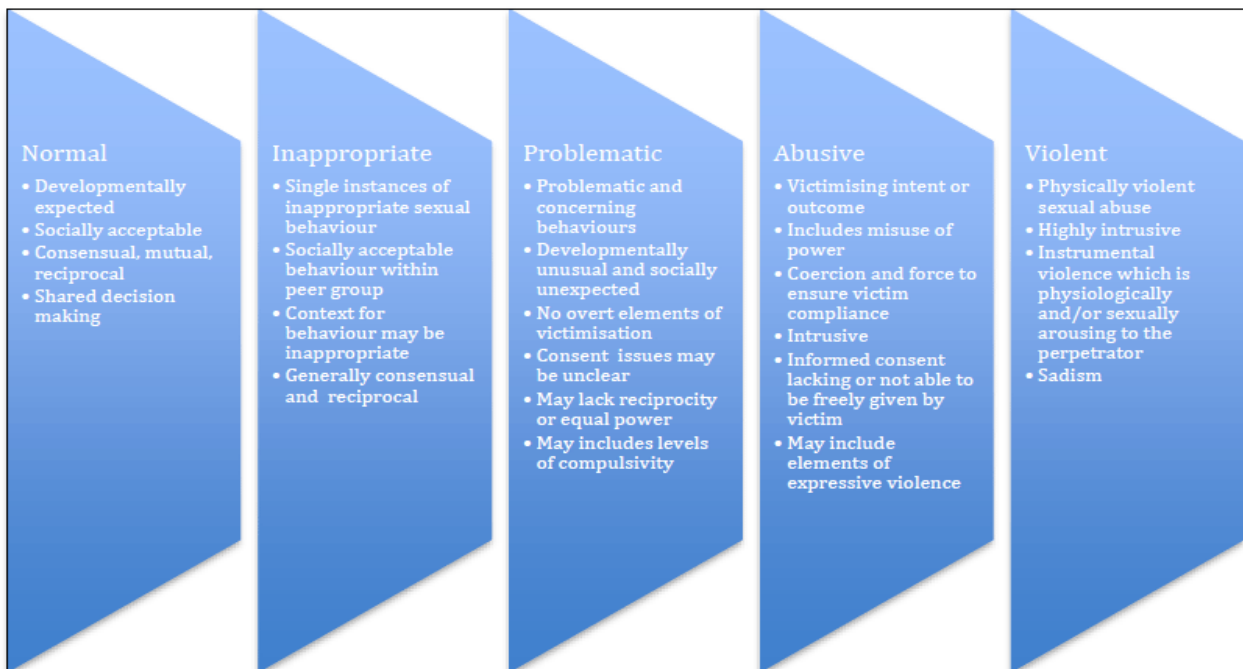 Normal
• Developmentally
expected
• Socially acceptable
• Consensual, mutual,
reciprocal
• Shared decision
making
Inappropriate
• Single instances of
inappropriate sexual
behaviour
• Socially acceptable
behaviour within
peer group
• Context for
behaviour may be
inappropriate
• Generally consensual
and reciprocal
Problematic
• Problematic and
concerning
behaviours
• Developmentally
unusual and socially
unexpected
• No overt elements of
victimisation
• Consent issues may
be unclear
• May lack reciprocity
or equal power
• May includes levels
of compulsivity
Abusive
• Victimising intent or
outcome
• Includes misuse of
power
• Coercion and force to
ensure victim
compliance
• Intrusive
• Informed consent
lacking or not able to
be freely given by
victim
• May include
elements of
expressive violence
Violent
• Physically violent
sexual abuse
• Highly intrusive
• Instrumental
violence which is
physiologically
and/or sexually
arousing to the
perpetrator
• Sadism